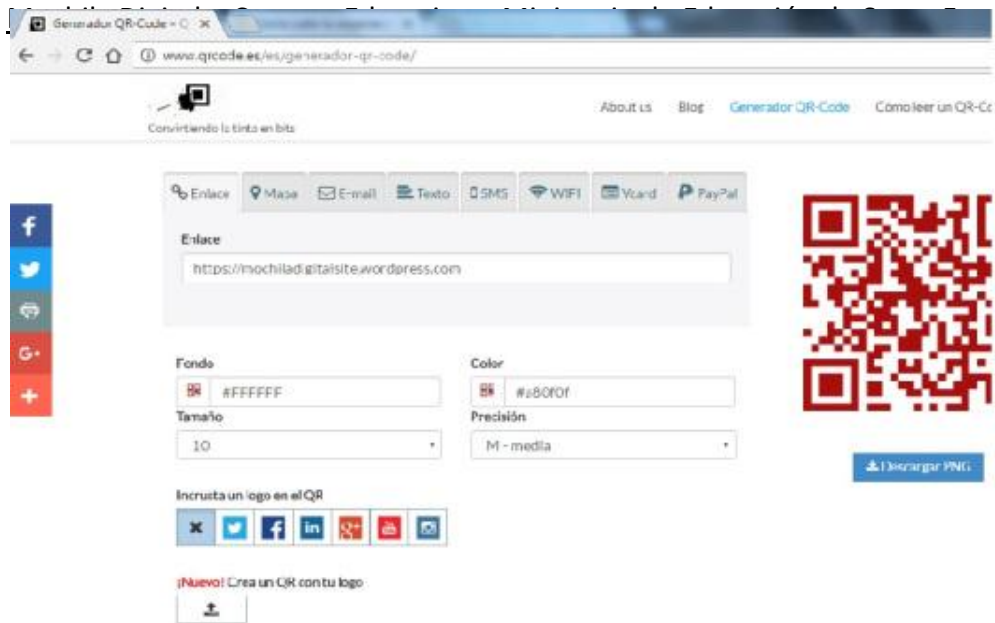 Generador QR-Code
www.qrcode.es/es/generador-qr-code/
About us Blog Generador QR-Code Cómo leer un QR-Co
Convirtiendo la tinta en bits
Enlace Mapa E-mail Texto SMS WIFI Vcard PayPal
Enlace
https://mochiladigitalsite.wordpress.com
Fondo Color
#FFFFFF #a80f0f
Tamaño Precisión
10 M - media
Descargar PNG
Incrusta un logo en el QR
¡Nuevo! Crea un QR con tu logo